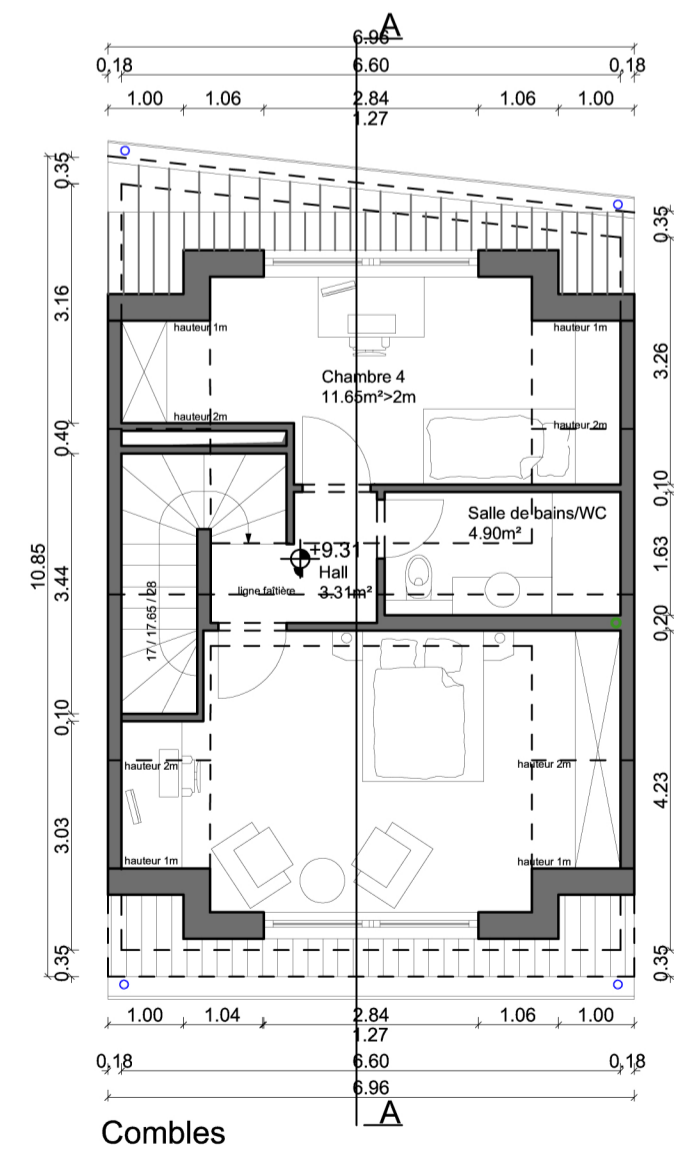 A
6.96
0,18 6.60 0,18
1.00 1.06 2.84 1.06 1.00
1.27
0,35
0,35
3.16
3.26
hauteur 1m
hauteur 1m
Chambre 4
11.65m²>2m
hauteur 2m
hauteur 2m
0,40
0,10
Salle de bains/WC
4.90m²
+9.31
Hall
3.31m²
ligne faîtière
17 / 17.65 / 28
10.85
3.44
1.63
0,20
0,10
hauteur 2m
hauteur 2m
3.03
4.23
hauteur 1m
hauteur 1m
0,35
0,35
1.00 1.04 2.84 1.06 1.00
1.27
0,18 6.60 0,18
6.96
A
Combles